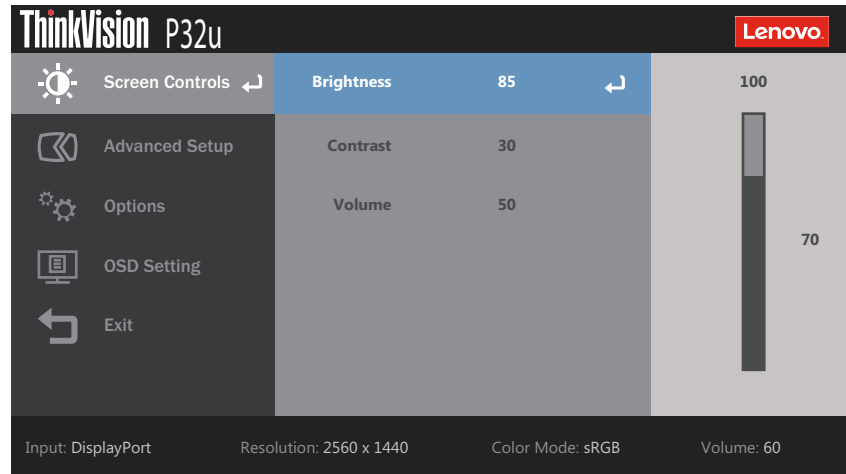 ThinkVision P32u
Lenovo
Screen Controls
Brightness 85
100
Advanced Setup
Contrast 30
Options
Volume 50
70
OSD Setting
Exit
Input: DisplayPort Resolution: 2560 x 1440 Color Mode: sRGB Volume: 60